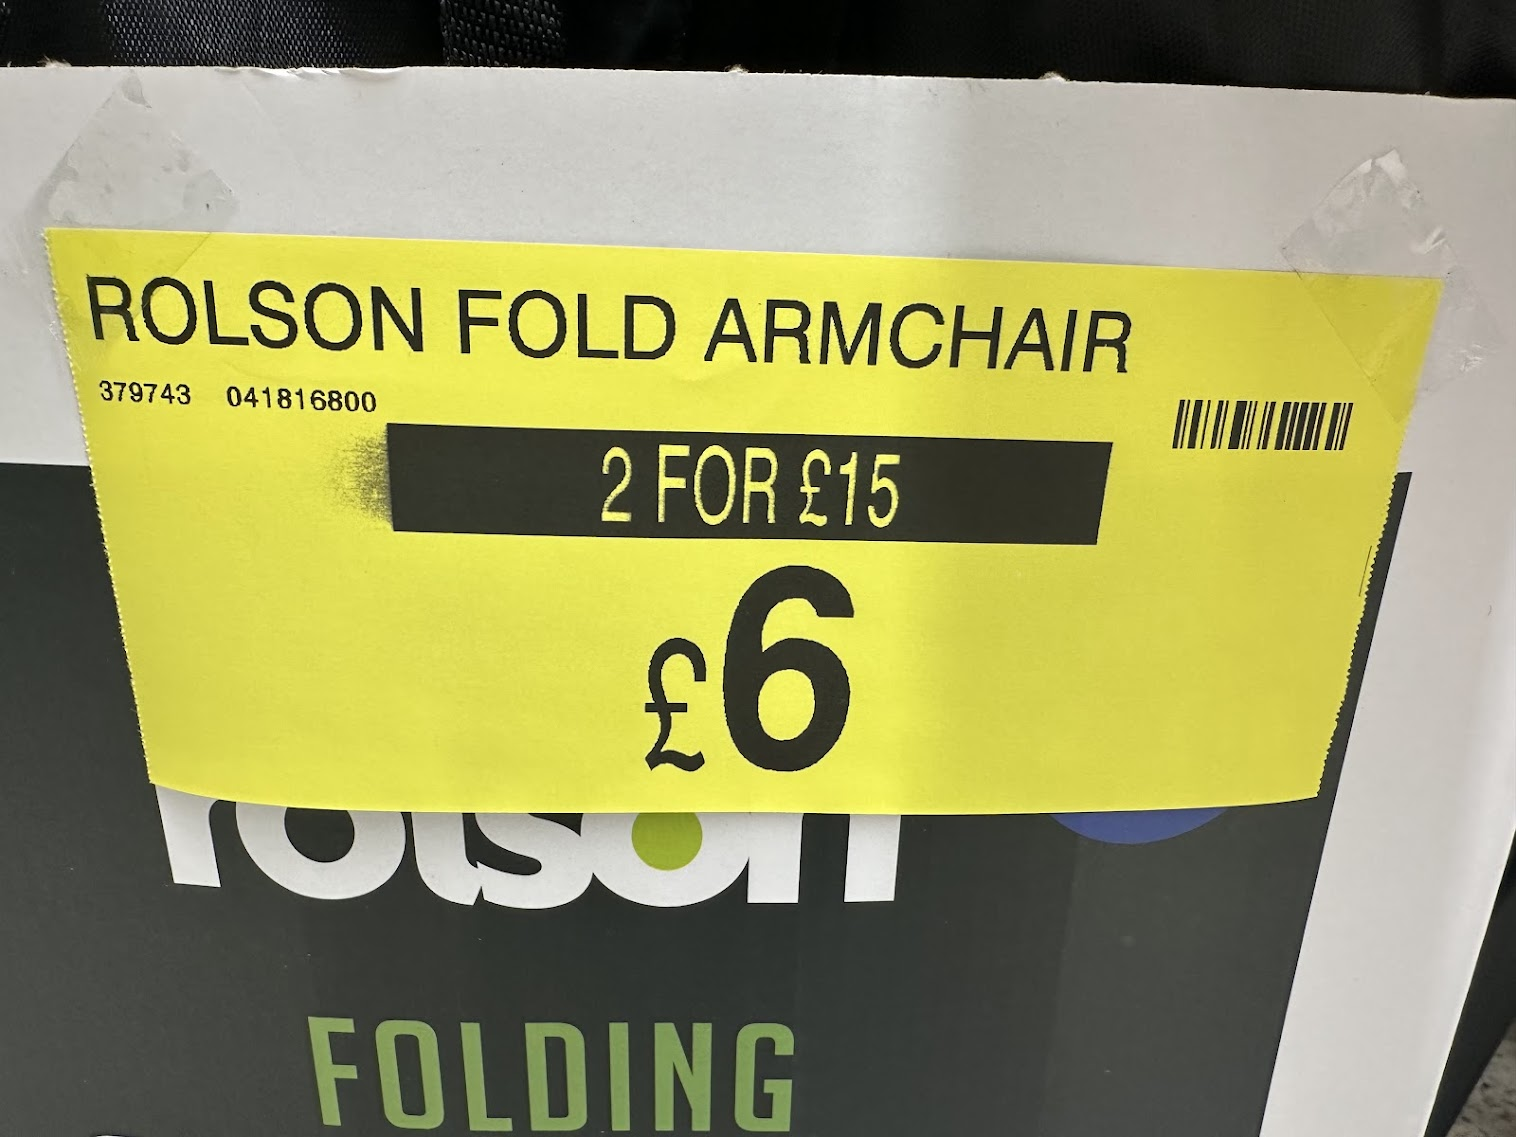 ROLSON FOLD ARMCHAIR
379743 041816800
2 FOR £15
£6
rolson
FOLDING